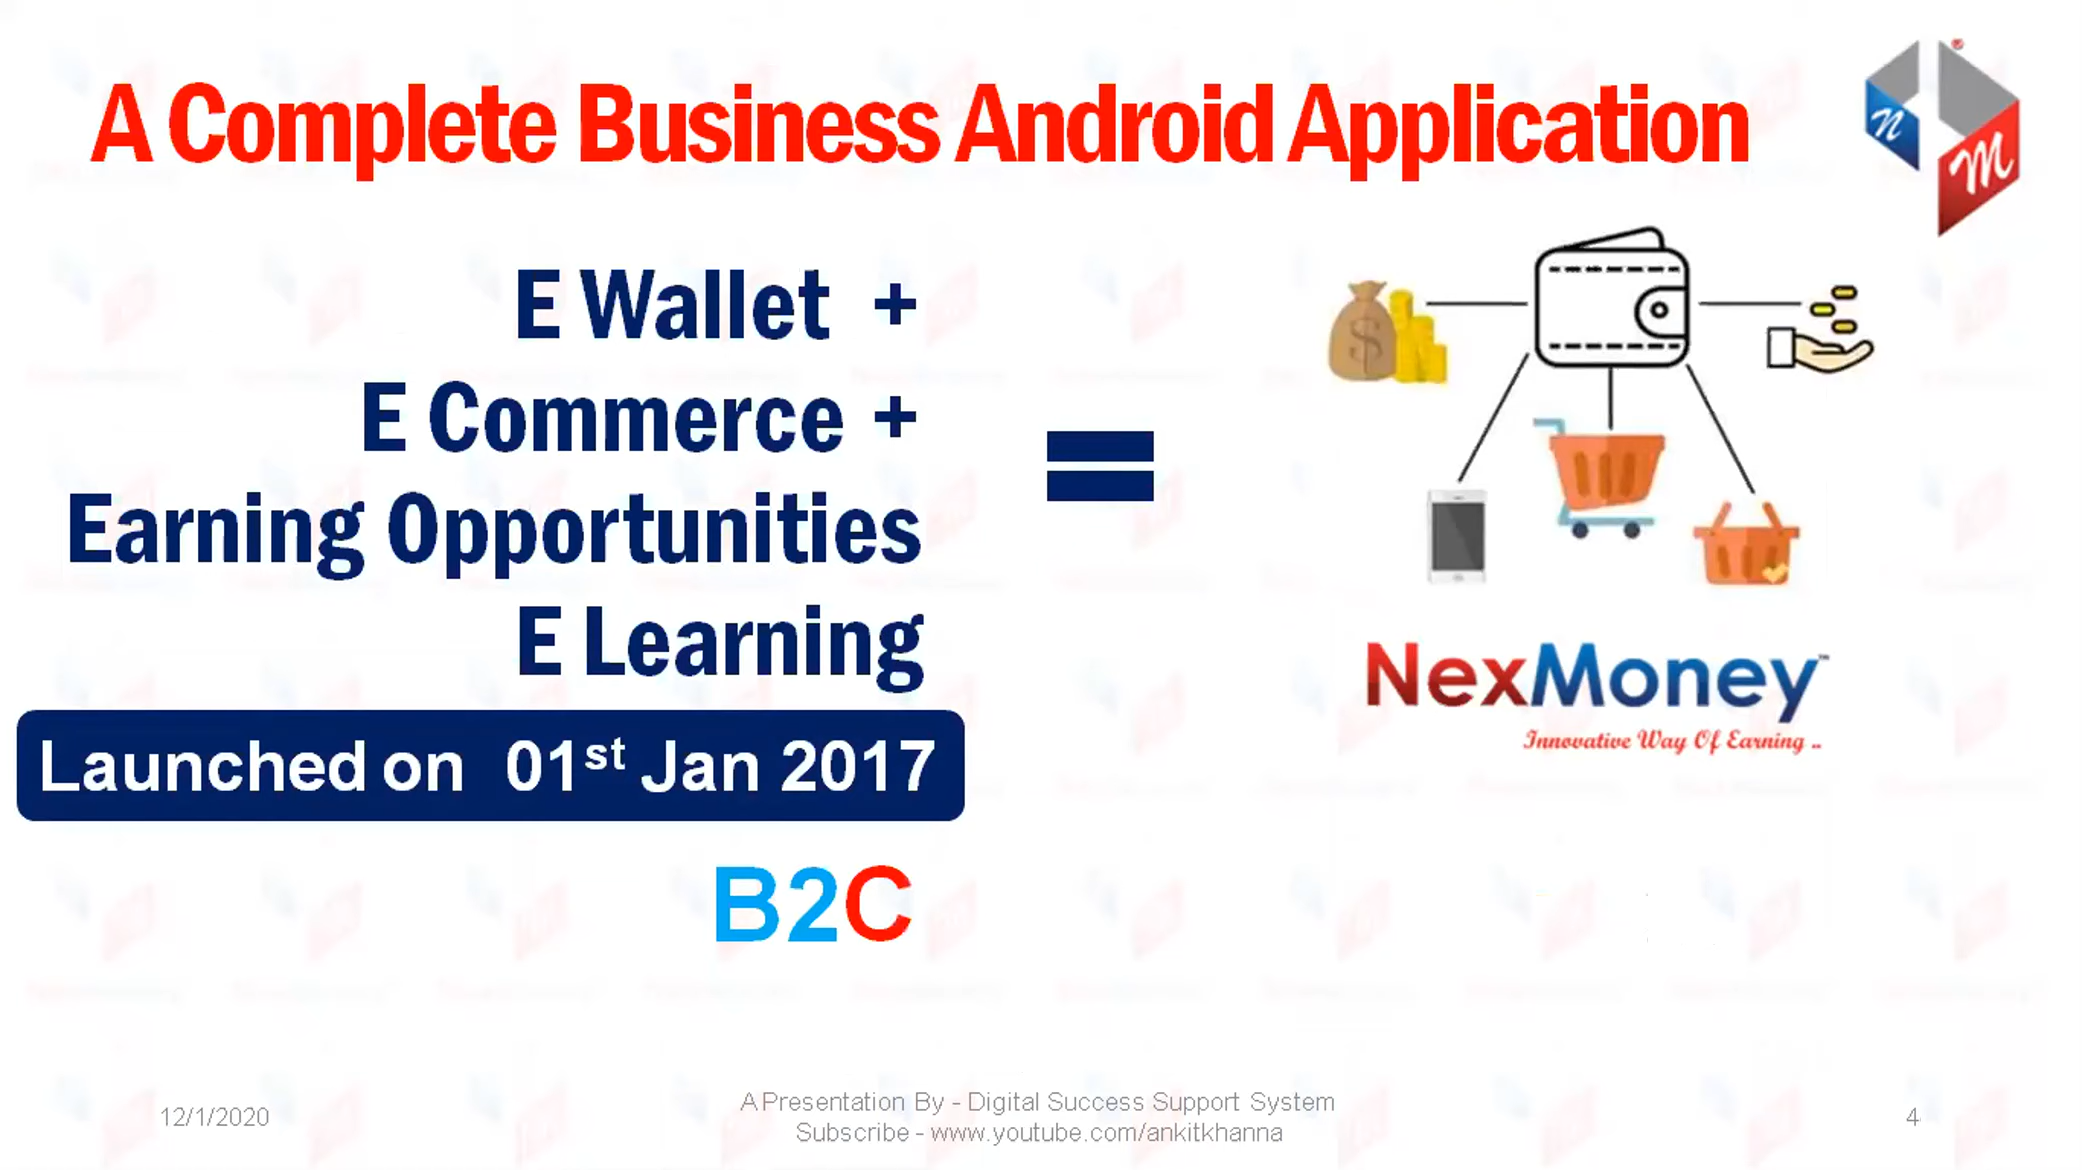 A Complete Business Android Application
n
M
E Wallet +
E Commerce +
Earning Opportunities
E Learning
$
NexMoney™
Innovative Way Of Earning ..
Launched on 01st Jan 2017
B2C
12/1/2020
A Presentation By - Digital Success Support System
Subscribe - www.youtube.com/ankitkhanna
4